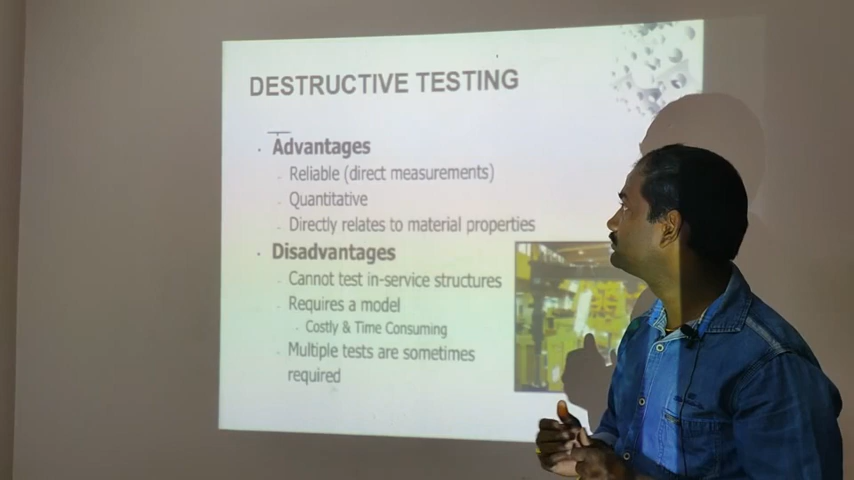 DESTRUCTIVE TESTING
Advantages
Reliable (direct measurements)
Quantitative
Directly relates to material properties
Disadvantages
Cannot test in-service structures
Requires a model
Costly & Time Consuming
Multiple tests are sometimes
required